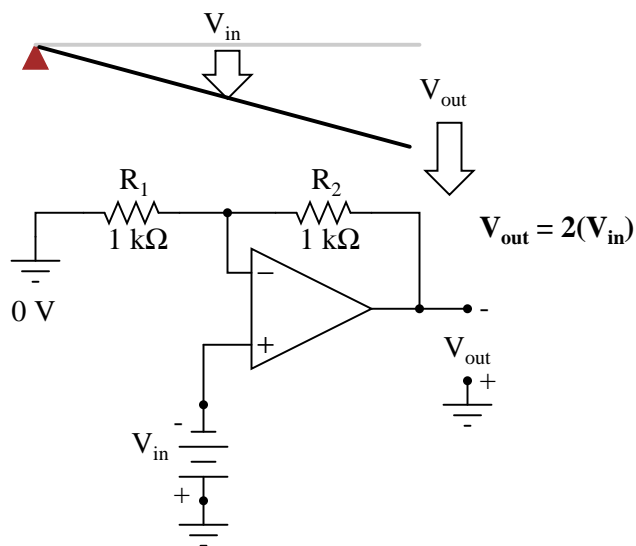 V_in
V_out
R_1
R_2
1 kΩ
1 kΩ
V_out = 2(V_in)
0 V
−
+
-
V_out
+
-
V_in
+